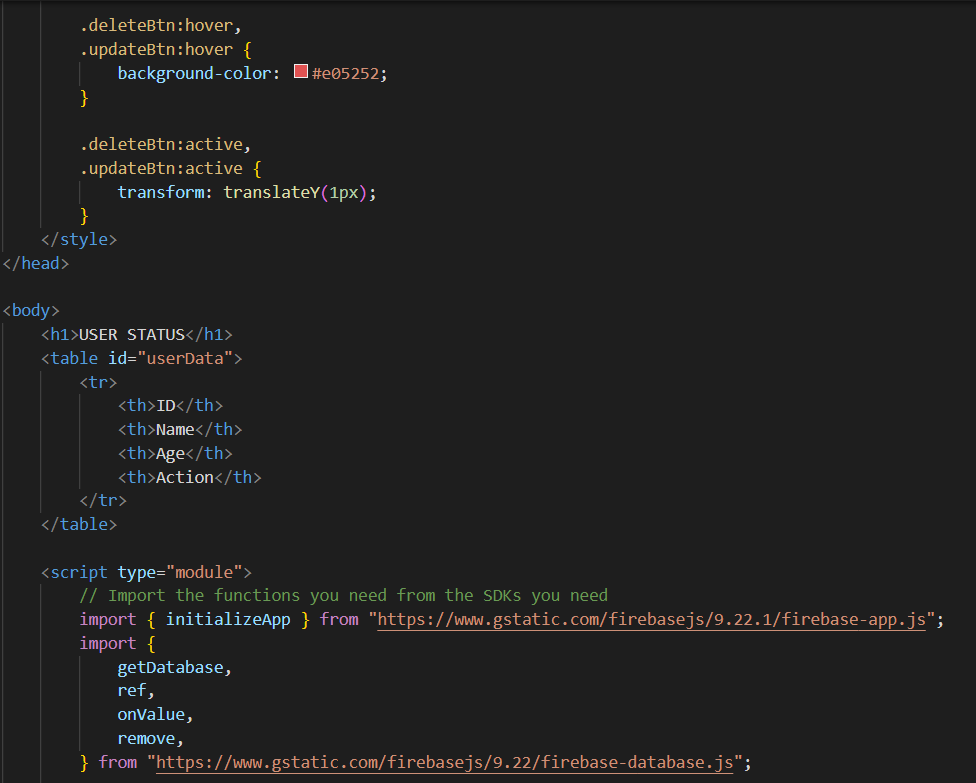 .deleteBtn:hover,
.updateBtn:hover {
background-color: #e05252;
}
.deleteBtn:active,
.updateBtn:active {
transform: translateY(1px);
}
</style>
</head>
<body>
<h1>USER STATUS</h1>
<table id="userData">
<tr>
<th>ID</th>
<th>Name</th>
<th>Age</th>
<th>Action</th>
</tr>
</table>
<script type="module">
// Import the functions you need from the SDKs you need
import { initializeApp } from "https://www.gstatic.com/firebasejs/9.22.1/firebase-app.js";
import {
getDatabase,
ref,
onValue,
remove,
} from "https://www.gstatic.com/firebasejs/9.22/firebase-database.js";